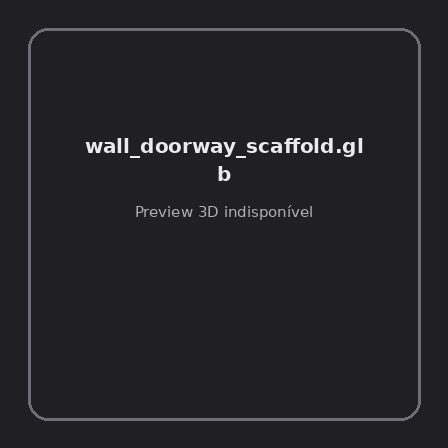 wall_doorway_scaffold.gl
b
Preview 3D indisponível